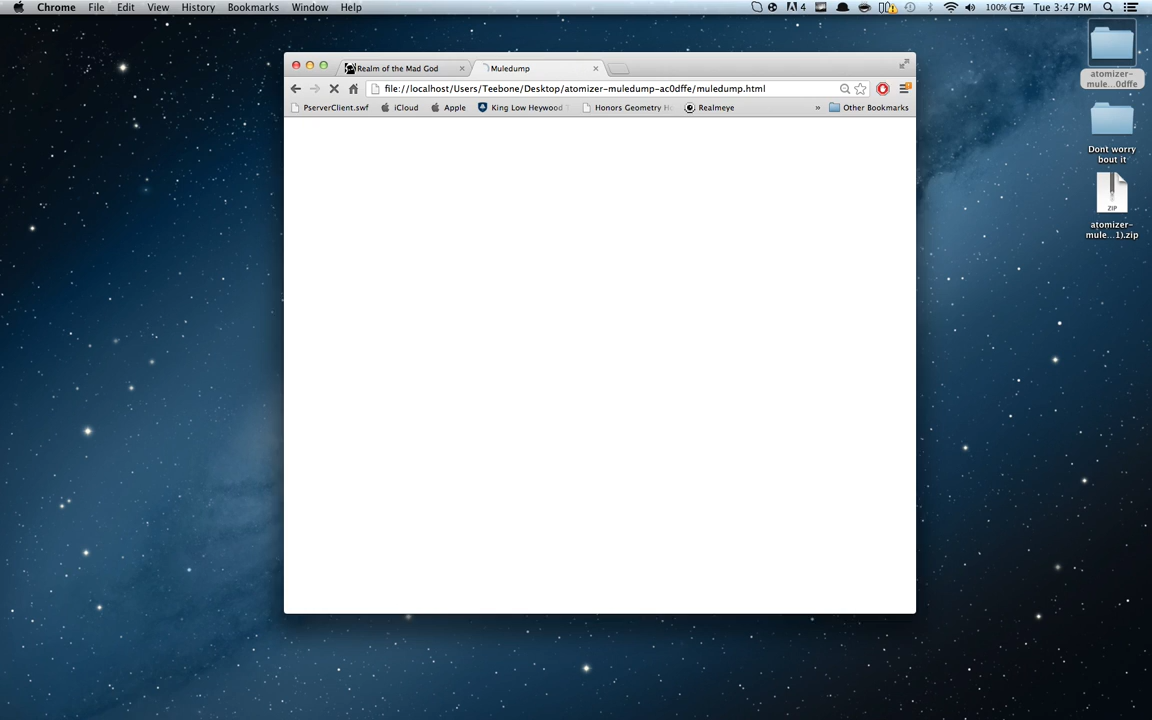 Chrome File Edit View History Bookmarks Window Help 4 100% Tue 3:47 PM
Realm of the Mad God Muledump
file://localhost/Users/Teebone/Desktop/atomizer-muledump-ac0dffe/muledump.html
PserverClient.swf iCloud Apple King Low Heywood Honors Geometry Ho Realmeye » Other Bookmarks
atomizer-
mule...0dffe
Dont worry
bout it
ZIP
atomizer-
mule...1).zip